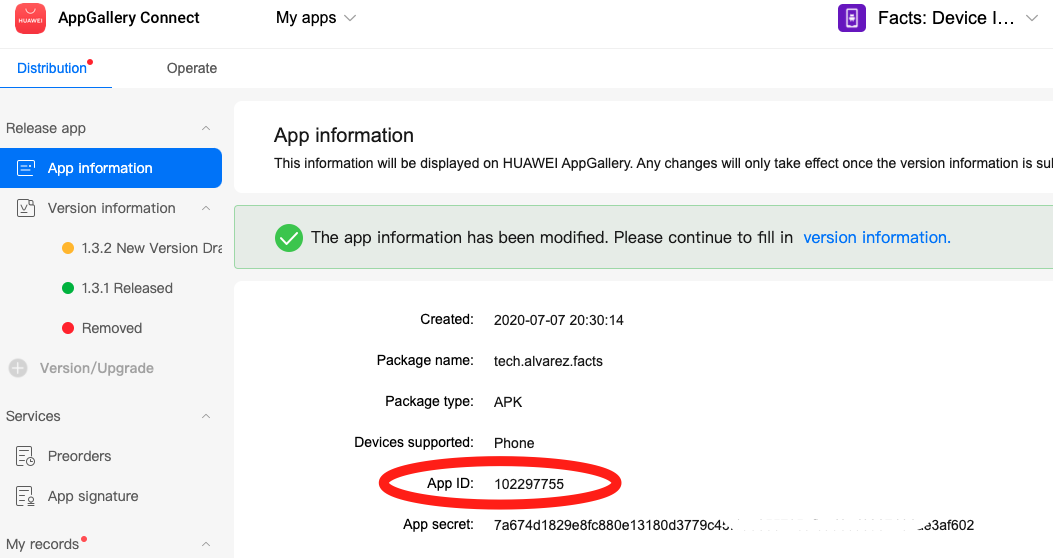 HUAWEI
AppGallery Connect
My apps
Facts: Device I...
Distribution
Operate
Release app
App information
Version information
1.3.2 New Version Dra
1.3.1 Released
Removed
Version/Upgrade
Services
Preorders
App signature
My records
App information
This information will be displayed on HUAWEI AppGallery. Any changes will only take effect once the version information is sul
The app information has been modified. Please continue to fill in version information.
Created: 2020-07-07 20:30:14
Package name: tech.alvarez.facts
Package type: APK
Devices supported: Phone
App ID: 102297755
App secret: 7a674d1829e8fc880e13180d3779c45 e3af602